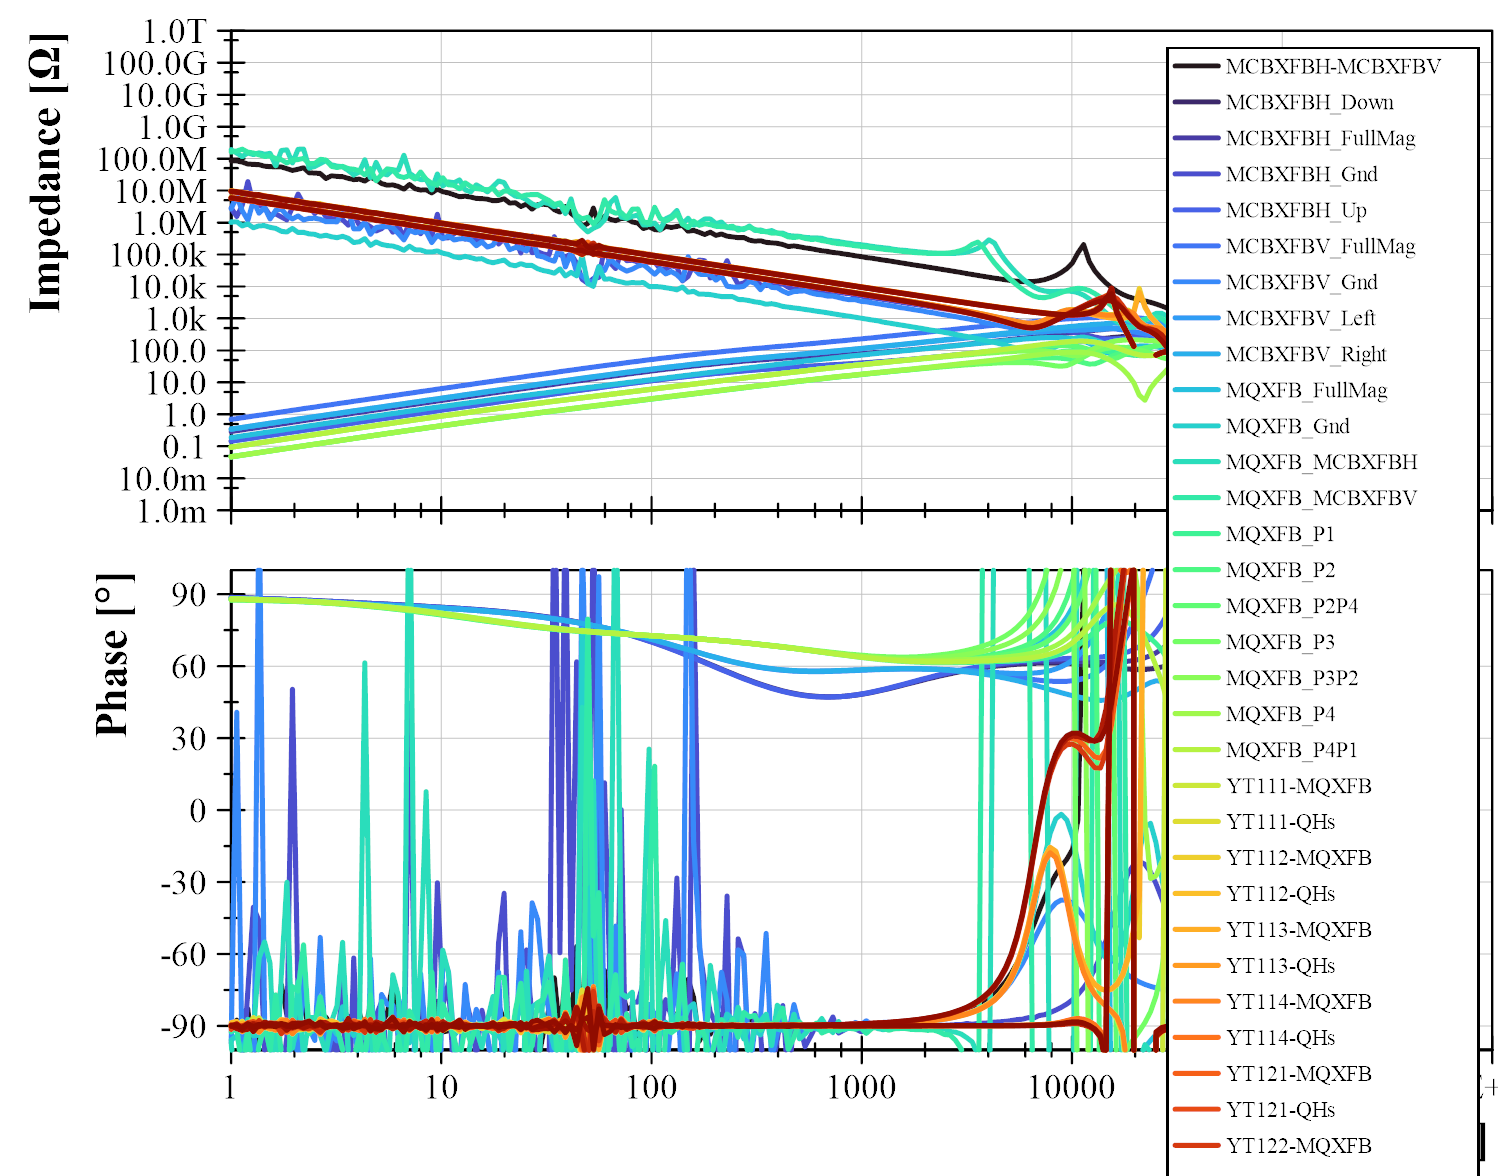 Impedance [Ω]
1.0T
100.0G
10.0G
1.0G
100.0M
10.0M
1.0M
100.0k
10.0k
1.0k
100.0
10.0
1.0
0.1
10.0m
1.0m
Phase [°]
90
60
30
0
-30
-60
-90
1
10
100
1000
10000
MCBXFBH-MCBXFBV
MCBXFBH_Down
MCBXFBH_FullMag
MCBXFBH_Gnd
MCBXFBH_Up
MCBXFBV_FullMag
MCBXFBV_Gnd
MCBXFBV_Left
MCBXFBV_Right
MQXFB_FullMag
MQXFB_Gnd
MQXFB_MCBXFBH
MQXFB_MCBXFBV
MQXFB_P1
MQXFB_P2
MQXFB_P2P4
MQXFB_P3
MQXFB_P3P2
MQXFB_P4
MQXFB_P4P1
YT111-MQXFB
YT111-QHs
YT112-MQXFB
YT112-QHs
YT113-MQXFB
YT113-QHs
YT114-MQXFB
YT114-QHs
YT121-MQXFB
YT121-QHs
YT122-MQXFB